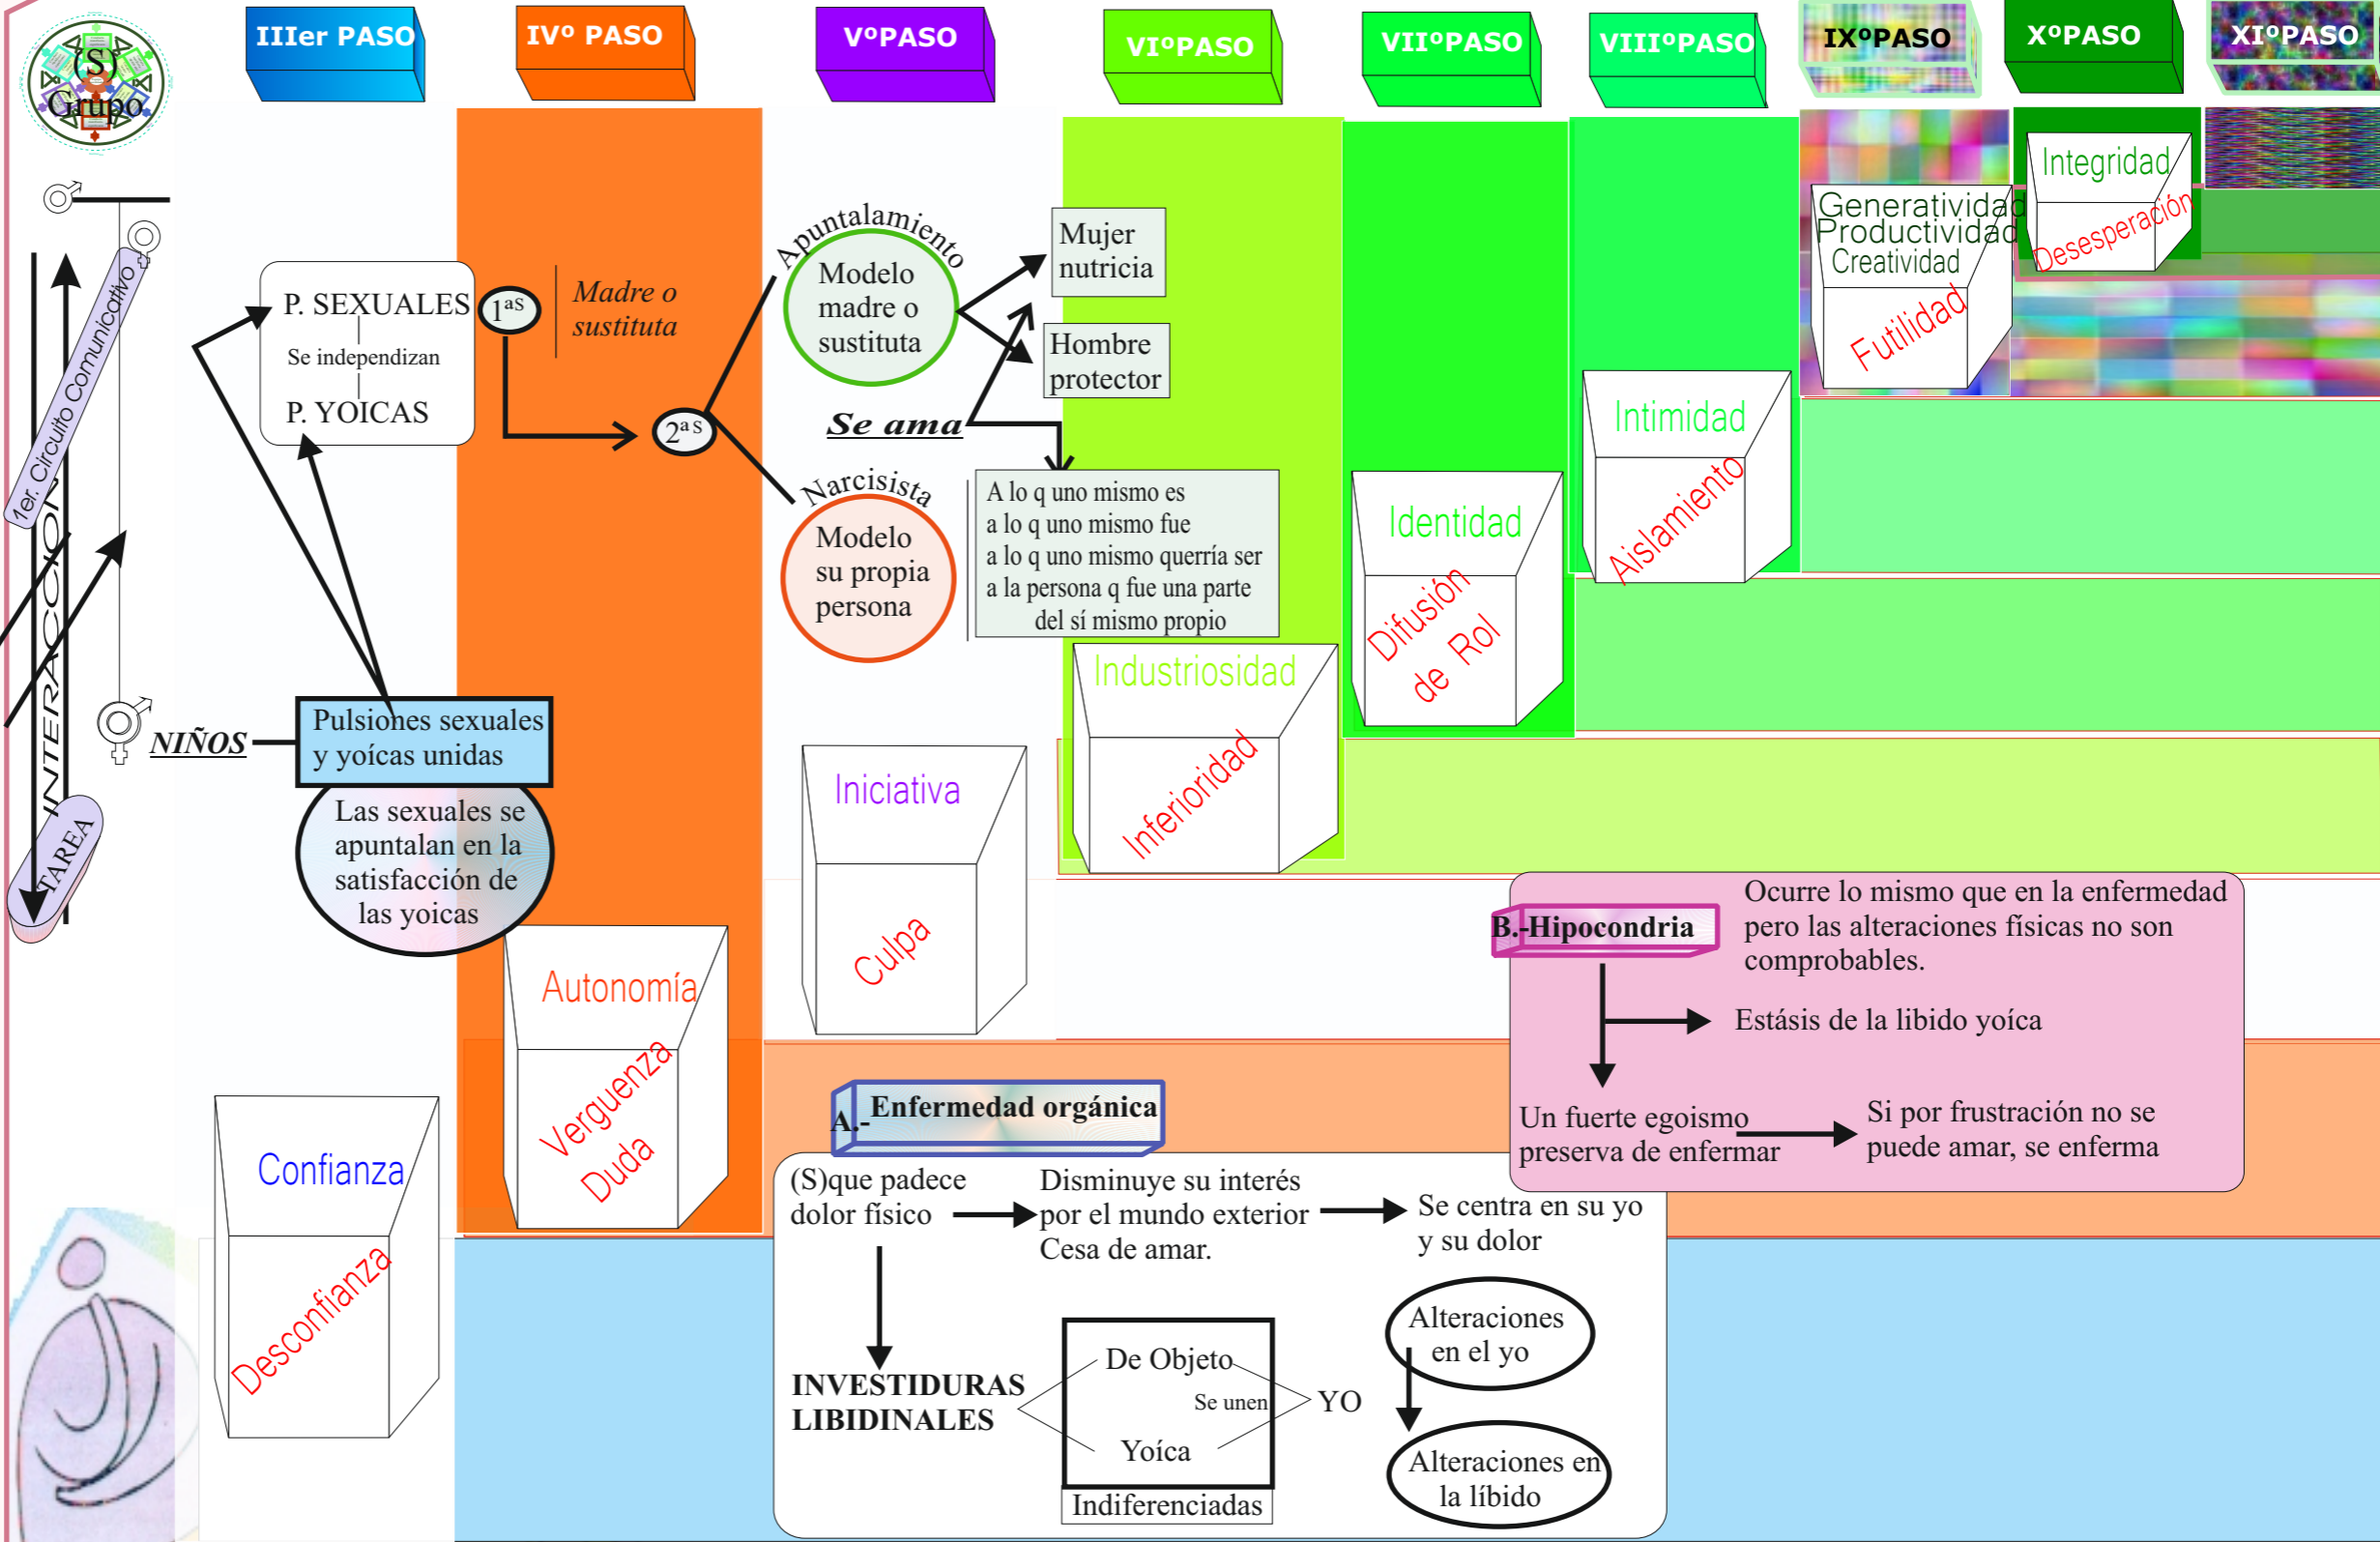 IIIer PASO
IVº PASO
VºPASO
VIºPASO
VIIºPASO
VIIIºPASO
IXºPASO
XºPASO
XIºPASO
(S)
Grupo
1er. Circuito Comunicativo
INTERACCION
TAREA
P. SEXUALES
Se independizan
P. YOICAS
1ªˢ
Madre o
sustituta
2ªˢ
Apuntalamiento
Modelo
madre o
sustituta
Mujer
nutricia
Hombre
protector
Se ama
Narcisista
Modelo
su propia
persona
A lo q uno mismo es
a lo q uno mismo fue
a lo q uno mismo querría ser
a la persona q fue una parte
del sí mismo propio
NIÑOS
Pulsiones sexuales
y yoícas unidas
Las sexuales se
apuntalan en la
satisfacción de
las yoicas
Integridad
Desesperación
Generatividad
Productividad
Creatividad
Futilidad
Intimidad
Aislamiento
Identidad
Difusión
de Rol
Industriosidad
Inferioridad
Iniciativa
Culpa
Autonomía
Verguenza
Duda
Confianza
Desconfianza
B.-Hipocondria
Ocurre lo mismo que en la enfermedad
pero las alteraciones físicas no son
comprobables.
Estásis de la libido yoíca
Un fuerte egoismo
preserva de enfermar
Si por frustración no se
puede amar, se enferma
A.- Enfermedad orgánica
(S)que padece
dolor físico
Disminuye su interés
por el mundo exterior
Cesa de amar.
Se centra en su yo
y su dolor
INVESTIDURAS
LIBIDINALES
De Objeto
Se unen
Yoíca
YO
Indiferenciadas
Alteraciones
en el yo
Alteraciones en
la líbido